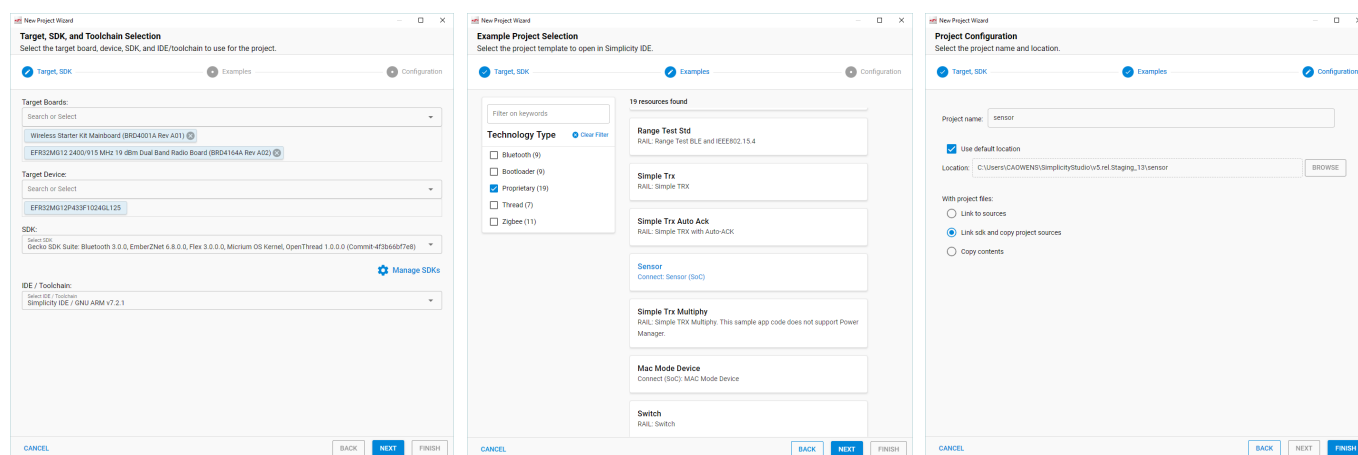 New Project Wizard
Target, SDK, and Toolchain Selection
Select the target board, device, SDK, and IDE/toolchain to use for the project.
Target, SDK
Examples
Configuration
Target Boards:
Search or Select
Wireless Starter Kit Mainboard (BRD4001A Rev A01)
EFR32MG12 2400/915 MHz 19 dBm Dual Band Radio Board (BRD4164A Rev A02)
Target Device:
Search or Select
EFR32MG12P433F1024GL125
SDK:
Select SDK
Gecko SDK Suite: Bluetooth 3.0.0, EmberZNet 6.8.0.0, Flex 3.0.0.0, Micrium OS Kernel, OpenThread 1.0.0.0 (Commit-4f3b66bf7e8)
Manage SDKs
IDE / Toolchain:
Select IDE / Toolchain
Simplicity IDE / GNU ARM v7.2.1
CANCEL
BACK
NEXT
FINISH
New Project Wizard
Example Project Selection
Select the project template to open in Simplicity IDE.
Target, SDK
Examples
Configuration
Filter on keywords
Technology Type
Clear Filter
Bluetooth (9)
Bootloader (9)
Proprietary (19)
Thread (7)
Zigbee (11)
19 resources found
Range Test Std
RAIL: Range Test BLE and IEEE802.15.4
Simple Trx
RAIL: Simple TRX
Simple Trx Auto Ack
RAIL: Simple TRX with Auto-ACK
Sensor
Connect: Sensor (SoC)
Simple Trx Multiphy
RAIL: Simple TRX Multiphy. This sample app code does not support Power
Manager.
Mac Mode Device
Connect (SoC): MAC Mode Device
Switch
RAIL: Switch
CANCEL
BACK
NEXT
FINISH
New Project Wizard
Project Configuration
Select the project name and location.
Target, SDK
Examples
Configuration
Project name:
sensor
Use default location
Location:
C:\Users\CAOWENS\SimplicityStudio\v5.rel.Staging_13\sensor
BROWSE
With project files:
Link to sources
Link sdk and copy project sources
Copy contents
CANCEL
BACK
NEXT
FINISH